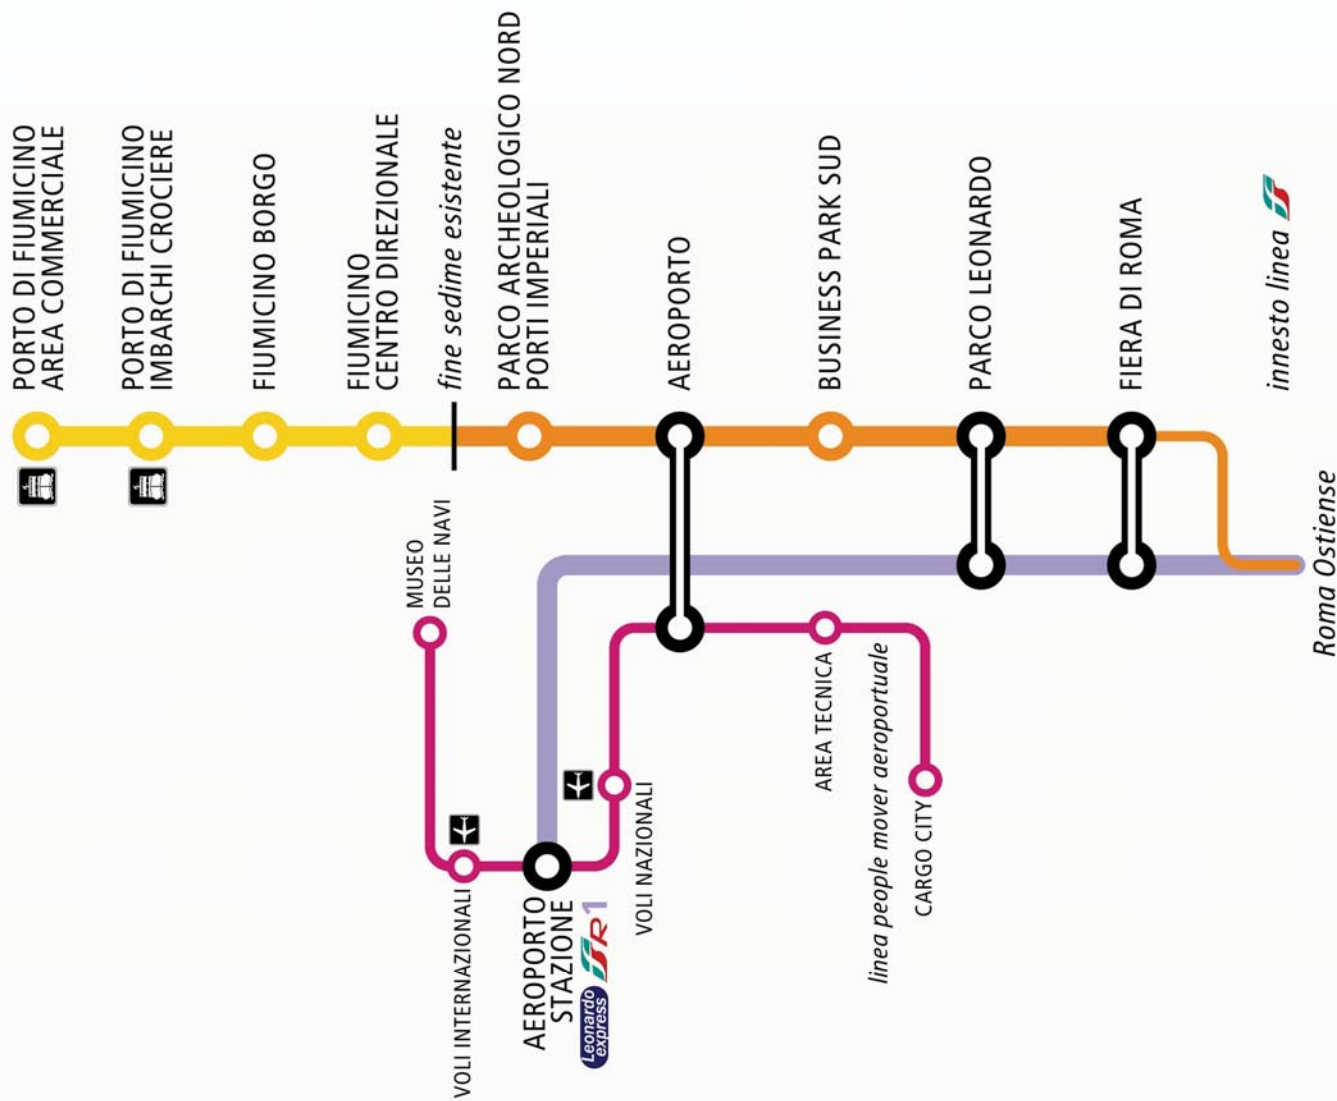 PORTO DI FIUMICINO
AREA COMMERCIALE
PORTO DI FIUMICINO
IMBARCHI CROCIERE
FIUMICINO BORGO
FIUMICINO
CENTRO DIREZIONALE
fine sedime esistente
PARCO ARCHEOLOGICO NORD
PORTI IMPERIALI
AEROPORTO
BUSINESS PARK SUD
PARCO LEONARDO
FIERA DI ROMA
innesto linea FS
Roma Ostiense
MUSEO
DELLE NAVI
VOLI INTERNAZIONALI
AEROPORTO
STAZIONE
Leonardo
express
FR1
VOLI NAZIONALI
AREA TECNICA
linea people mover aeroportuale
CARGO CITY